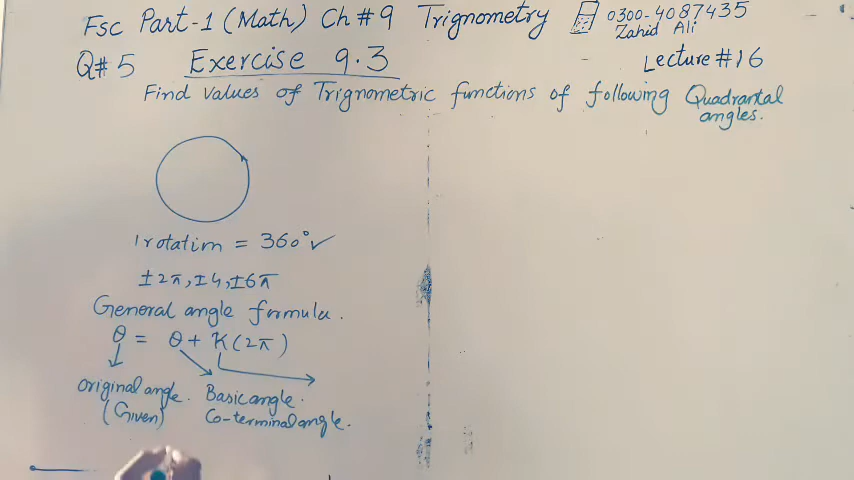 Fsc Part-1 (Math) Ch # 9 Trignometry 0300-4087435
Zahid Ali
Q# 5 Exercise 9.3 Lecture # 16
Find values of Trignometric functions of following Quadrantal
angles.
1 rotation = 360° ✓
±2π, ±4, ±6π
General angle formula.
θ = θ + K(2π)
original angle. Basic angle.
(Given) Co-terminal angle.